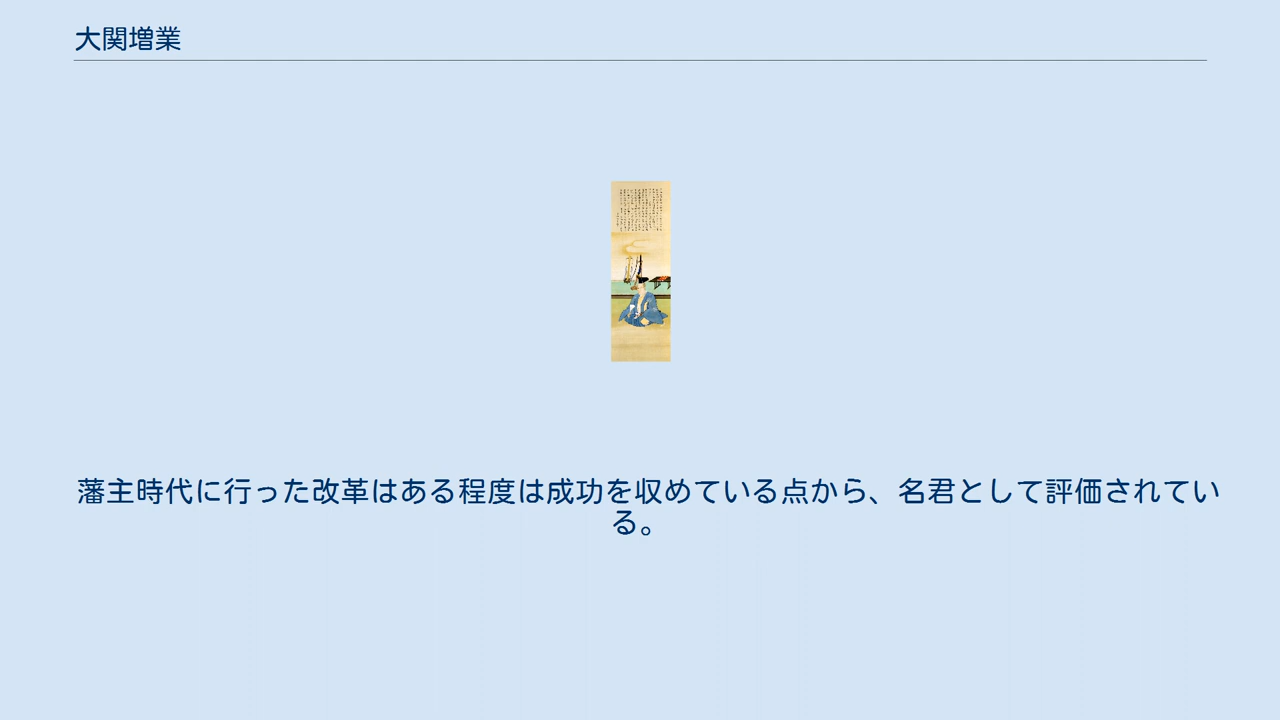 大関増業
藩主時代に行った改革はある程度は成功を収めている点から、名君として評価されてい
る。